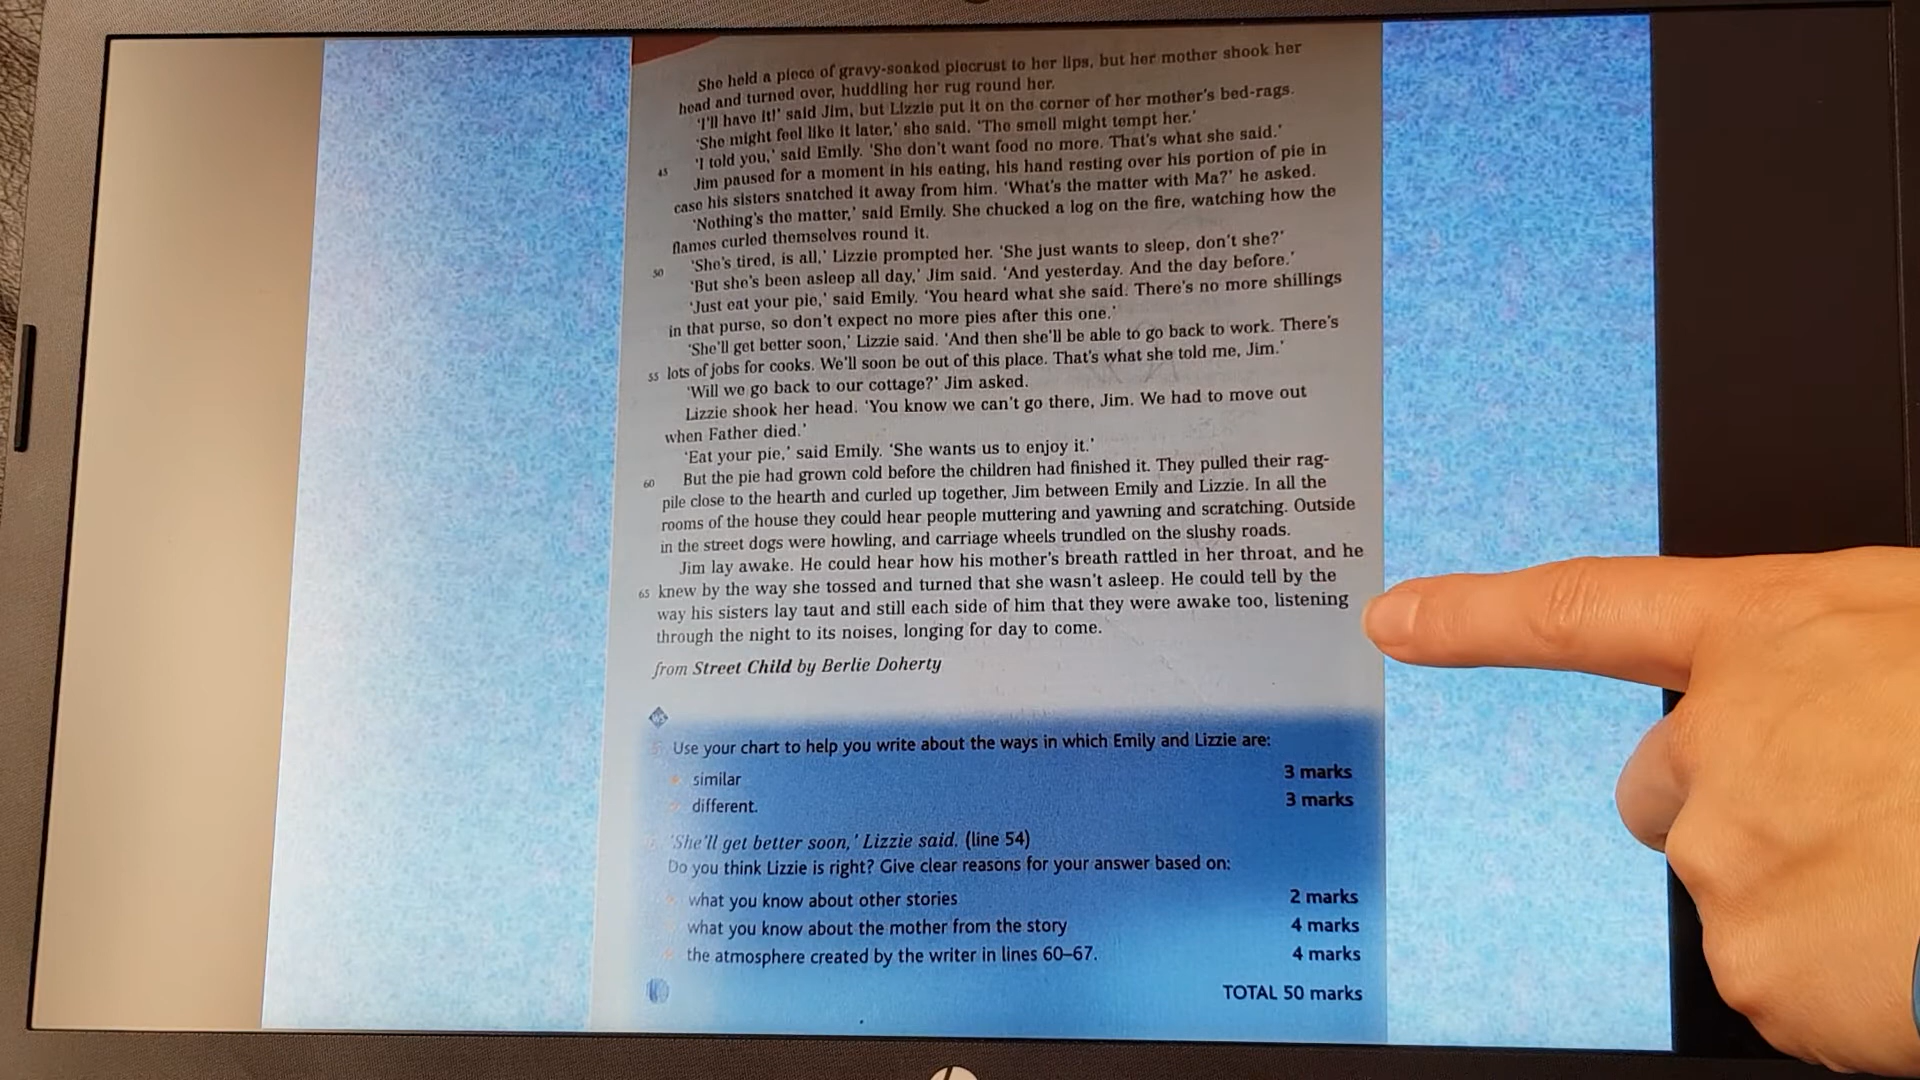 She held a piece of gravy-soaked piecrust to her lips, but her mother shook her
head and turned over, huddling her rug round her.
'I'll have it!' said Jim, but Lizzie put it on the corner of her mother's bed-rags.
'She might feel like it later,' she said. 'The smell might tempt her.'
'I told you,' said Emily. 'She don't want food no more. That's what she said.'
45 Jim paused for a moment in his eating, his hand resting over his portion of pie in
case his sisters snatched it away from him. 'What's the matter with Ma?' he asked.
'Nothing's the matter,' said Emily. She chucked a log on the fire, watching how the
flames curled themselves round it.
50 'She's tired, is all,' Lizzie prompted her. 'She just wants to sleep, don't she?'
'But she's been asleep all day,' Jim said. 'And yesterday. And the day before.'
'Just eat your pie,' said Emily. 'You heard what she said. There's no more shillings
in that purse, so don't expect no more pies after this one.'
'She'll get better soon,' Lizzie said. 'And then she'll be able to go back to work. There's
55 lots of jobs for cooks. We'll soon be out of this place. That's what she told me, Jim.'
'Will we go back to our cottage?' Jim asked.
Lizzie shook her head. 'You know we can't go there, Jim. We had to move out
when Father died.'
'Eat your pie,' said Emily. 'She wants us to enjoy it.'
60 But the pie had grown cold before the children had finished it. They pulled their rag-
pile close to the hearth and curled up together, Jim between Emily and Lizzie. In all the
rooms of the house they could hear people muttering and yawning and scratching. Outside
in the street dogs were howling, and carriage wheels trundled on the slushy roads.
Jim lay awake. He could hear how his mother's breath rattled in her throat, and he
65 knew by the way she tossed and turned that she wasn't asleep. He could tell by the
way his sisters lay taut and still each side of him that they were awake too, listening
through the night to its noises, longing for day to come.
from Street Child by Berlie Doherty
Use your chart to help you write about the ways in which Emily and Lizzie are:
similar 3 marks
different. 3 marks
'She'll get better soon,' Lizzie said. (line 54)
Do you think Lizzie is right? Give clear reasons for your answer based on:
what you know about other stories 2 marks
what you know about the mother from the story 4 marks
the atmosphere created by the writer in lines 60–67. 4 marks
TOTAL 50 marks